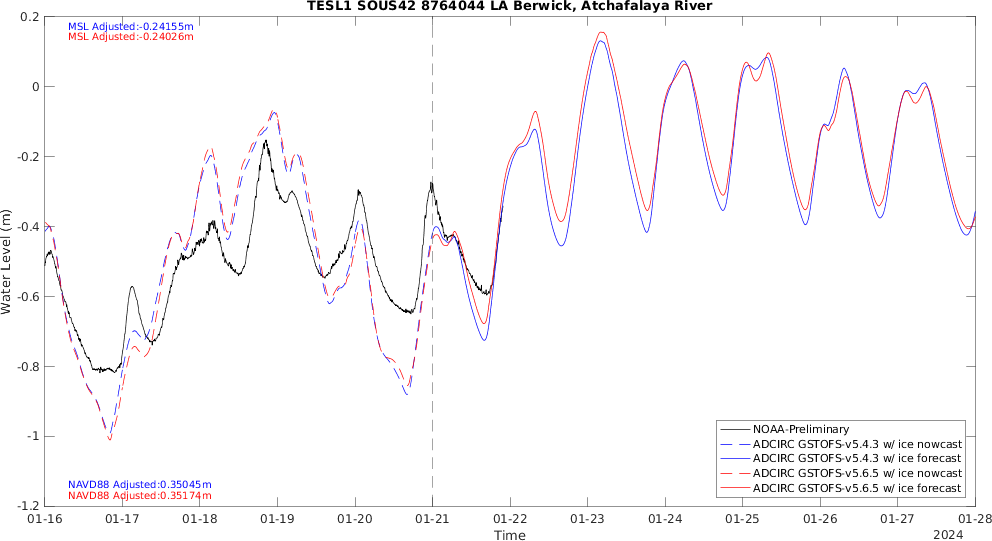 TESL1 SOUS42 8764044 LA Berwick, Atchafalaya River
MSL Adjusted:-0.24155m
MSL Adjusted:-0.24026m
0.2
0
-0.2
-0.4
-0.6
-0.8
-1
-1.2
Water Level (m)
NOAA-Preliminary
ADCIRC GSTOFS-v5.4.3 w/ ice nowcast
ADCIRC GSTOFS-v5.4.3 w/ ice forecast
ADCIRC GSTOFS-v5.6.5 w/ ice nowcast
ADCIRC GSTOFS-v5.6.5 w/ ice forecast
NAVD88 Adjusted:0.35045m
NAVD88 Adjusted:0.35174m
01-16 01-17 01-18 01-19 01-20 01-21 01-22 01-23 01-24 01-25 01-26 01-27 01-28
Time
2024